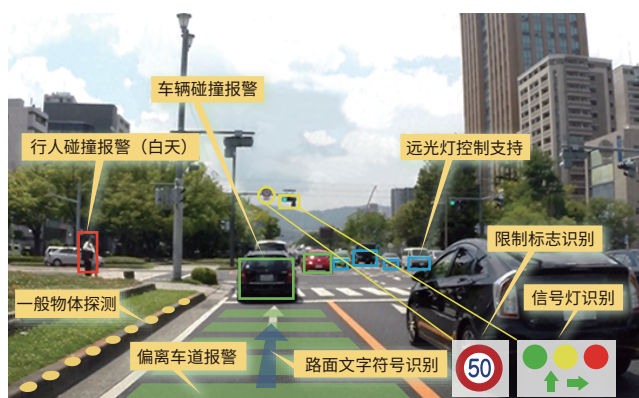 车辆碰撞报警
行人碰撞报警（白天）
远光灯控制支持
限制标志识别
信号灯识别
一般物体探测
偏离车道报警
路面文字符号识别
50